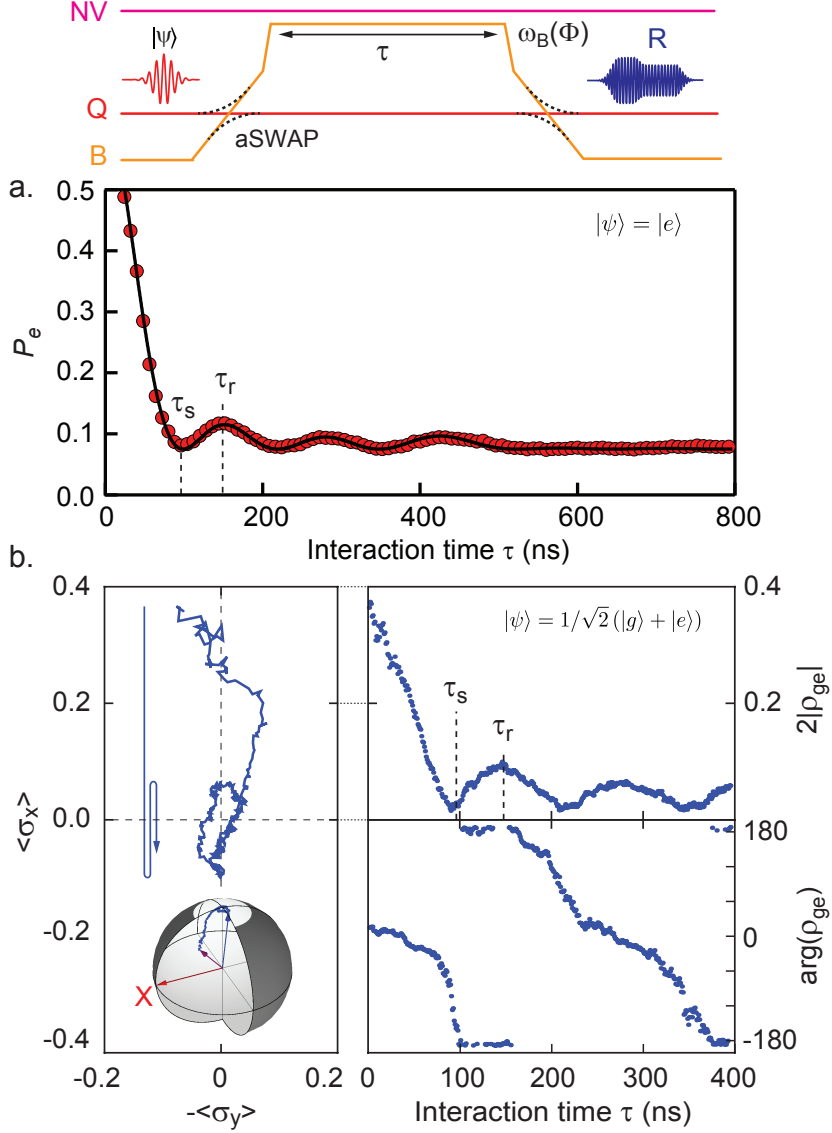 NV
|ψ⟩
τ
ω_B(Φ)
R
Q
aSWAP
B
a.
0.5
0.4
0.3
0.2
0.1
0.0
P_e
|ψ⟩ = |e⟩
τ_s
τ_r
0
200
400
600
800
Interaction time τ (ns)
b.
0.4
0.2
0.0
-0.2
-0.4
<σ_x>
X
-0.2
0
0.2
-<σ_y>
|ψ⟩ = 1/√2 (|g⟩ + |e⟩)
τ_s
τ_r
0.4
0.2
2|ρ_ge|
180
0
-180
arg(ρ_ge)
0
100
200
300
400
Interaction time τ (ns)